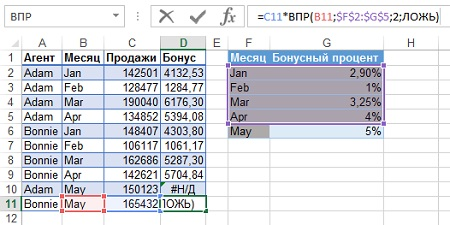 ВПР =C11*ВПР(B11;$F$2:$G$5;2;ЛОЖЬ)
A B C D E F G H
1 Агент Месяц Продажи Бонус Месяц Бонусный процент
2 Adam Jan 142501 4132,53 Jan 2,90%
3 Adam Feb 128477 1284,77 Feb 1%
4 Adam Mar 190040 6176,30 Mar 3,25%
5 Adam Apr 134852 5394,08 Apr 4%
6 Bonnie Jan 148407 4303,80 May 5%
7 Bonnie Feb 106117 1061,17
8 Bonnie Mar 162686 5287,30
9 Bonnie Apr 142621 5704,84
10 Adam May 150123 #Н/Д
11 Bonnie May 165432 ЛОЖЬ)
12